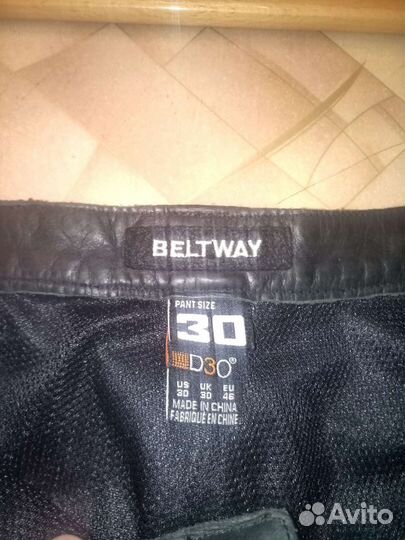 BELTWAY
PANT SIZE
30
D3O®
US UK EU
30 30 46
MADE IN CHINA
FABRIQUÉ EN CHINE
Avito